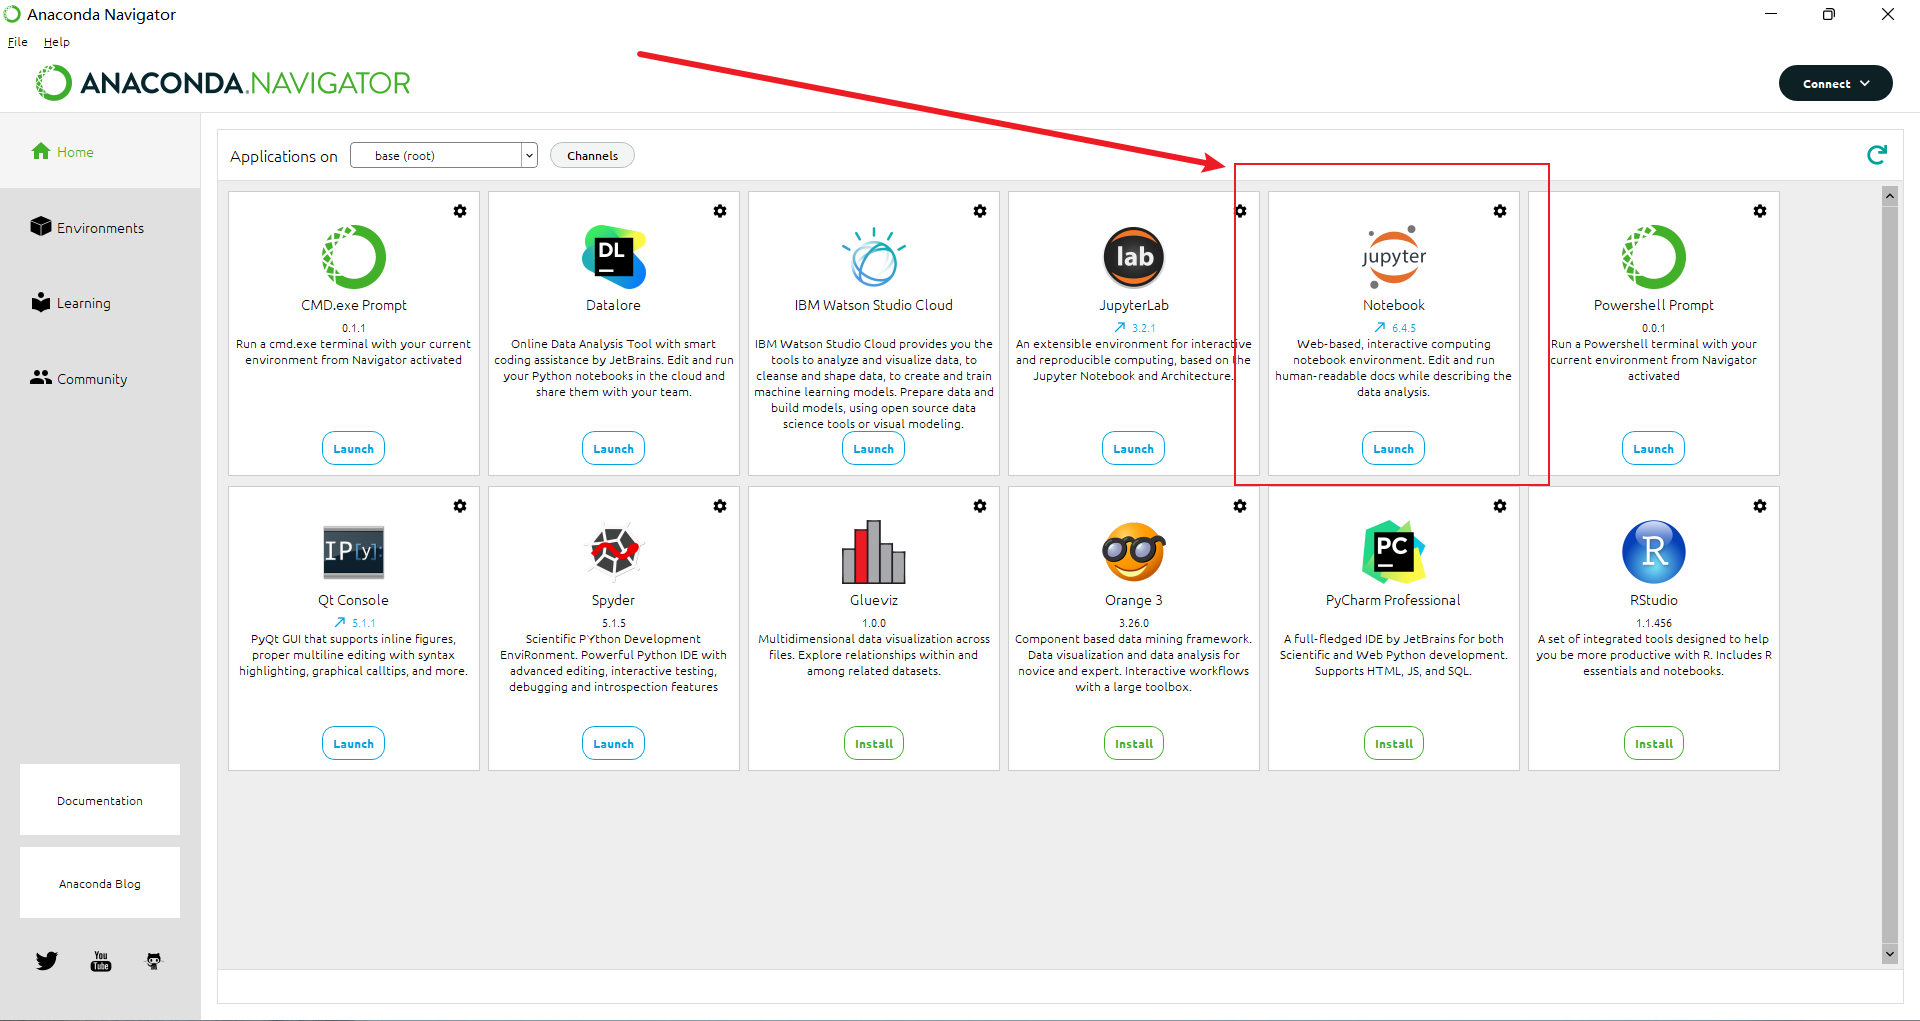 Anaconda Navigator
File Help
ANACONDA.NAVIGATOR
Connect
Home
Environments
Learning
Community
Documentation
Anaconda Blog
You
Tube
Applications on base (root) Channels
CMD.exe Prompt
0.1.1
Run a cmd.exe terminal with your current
environment from Navigator activated
Launch
DL
Datalore
Online Data Analysis Tool with smart
coding assistance by JetBrains. Edit and run
your Python notebooks in the cloud and
share them with your team.
Launch
IBM Watson Studio Cloud
IBM Watson Studio Cloud provides you the
tools to analyze and visualize data, to
cleanse and shape data, to create and train
machine learning models. Prepare data and
build models, using open source data
science tools or visual modeling.
Launch
lab
JupyterLab
3.2.1
An extensible environment for interactive
and reproducible computing, based on the
Jupyter Notebook and Architecture.
Launch
jupyter
Notebook
6.4.5
Web-based, interactive computing
notebook environment. Edit and run
human-readable docs while describing the
data analysis.
Launch
Powershell Prompt
0.0.1
Run a Powershell terminal with your
current environment from Navigator
activated
Launch
IP[y]:
Qt Console
5.1.1
PyQt GUI that supports inline figures,
proper multiline editing with syntax
highlighting, graphical calltips, and more.
Launch
Spyder
5.1.5
Scientific PYthon Development
EnviRonment. Powerful Python IDE with
advanced editing, interactive testing,
debugging and introspection features
Launch
Glueviz
1.0.0
Multidimensional data visualization across
files. Explore relationships within and
among related datasets.
Install
Orange 3
3.26.0
Component based data mining framework.
Data visualization and data analysis for
novice and expert. Interactive workflows
with a large toolbox.
Install
PC
PyCharm Professional
A full-fledged IDE by JetBrains for both
Scientific and Web Python development.
Supports HTML, JS, and SQL.
Install
R
RStudio
1.1.456
A set of integrated tools designed to help
you be more productive with R. Includes R
essentials and notebooks.
Install